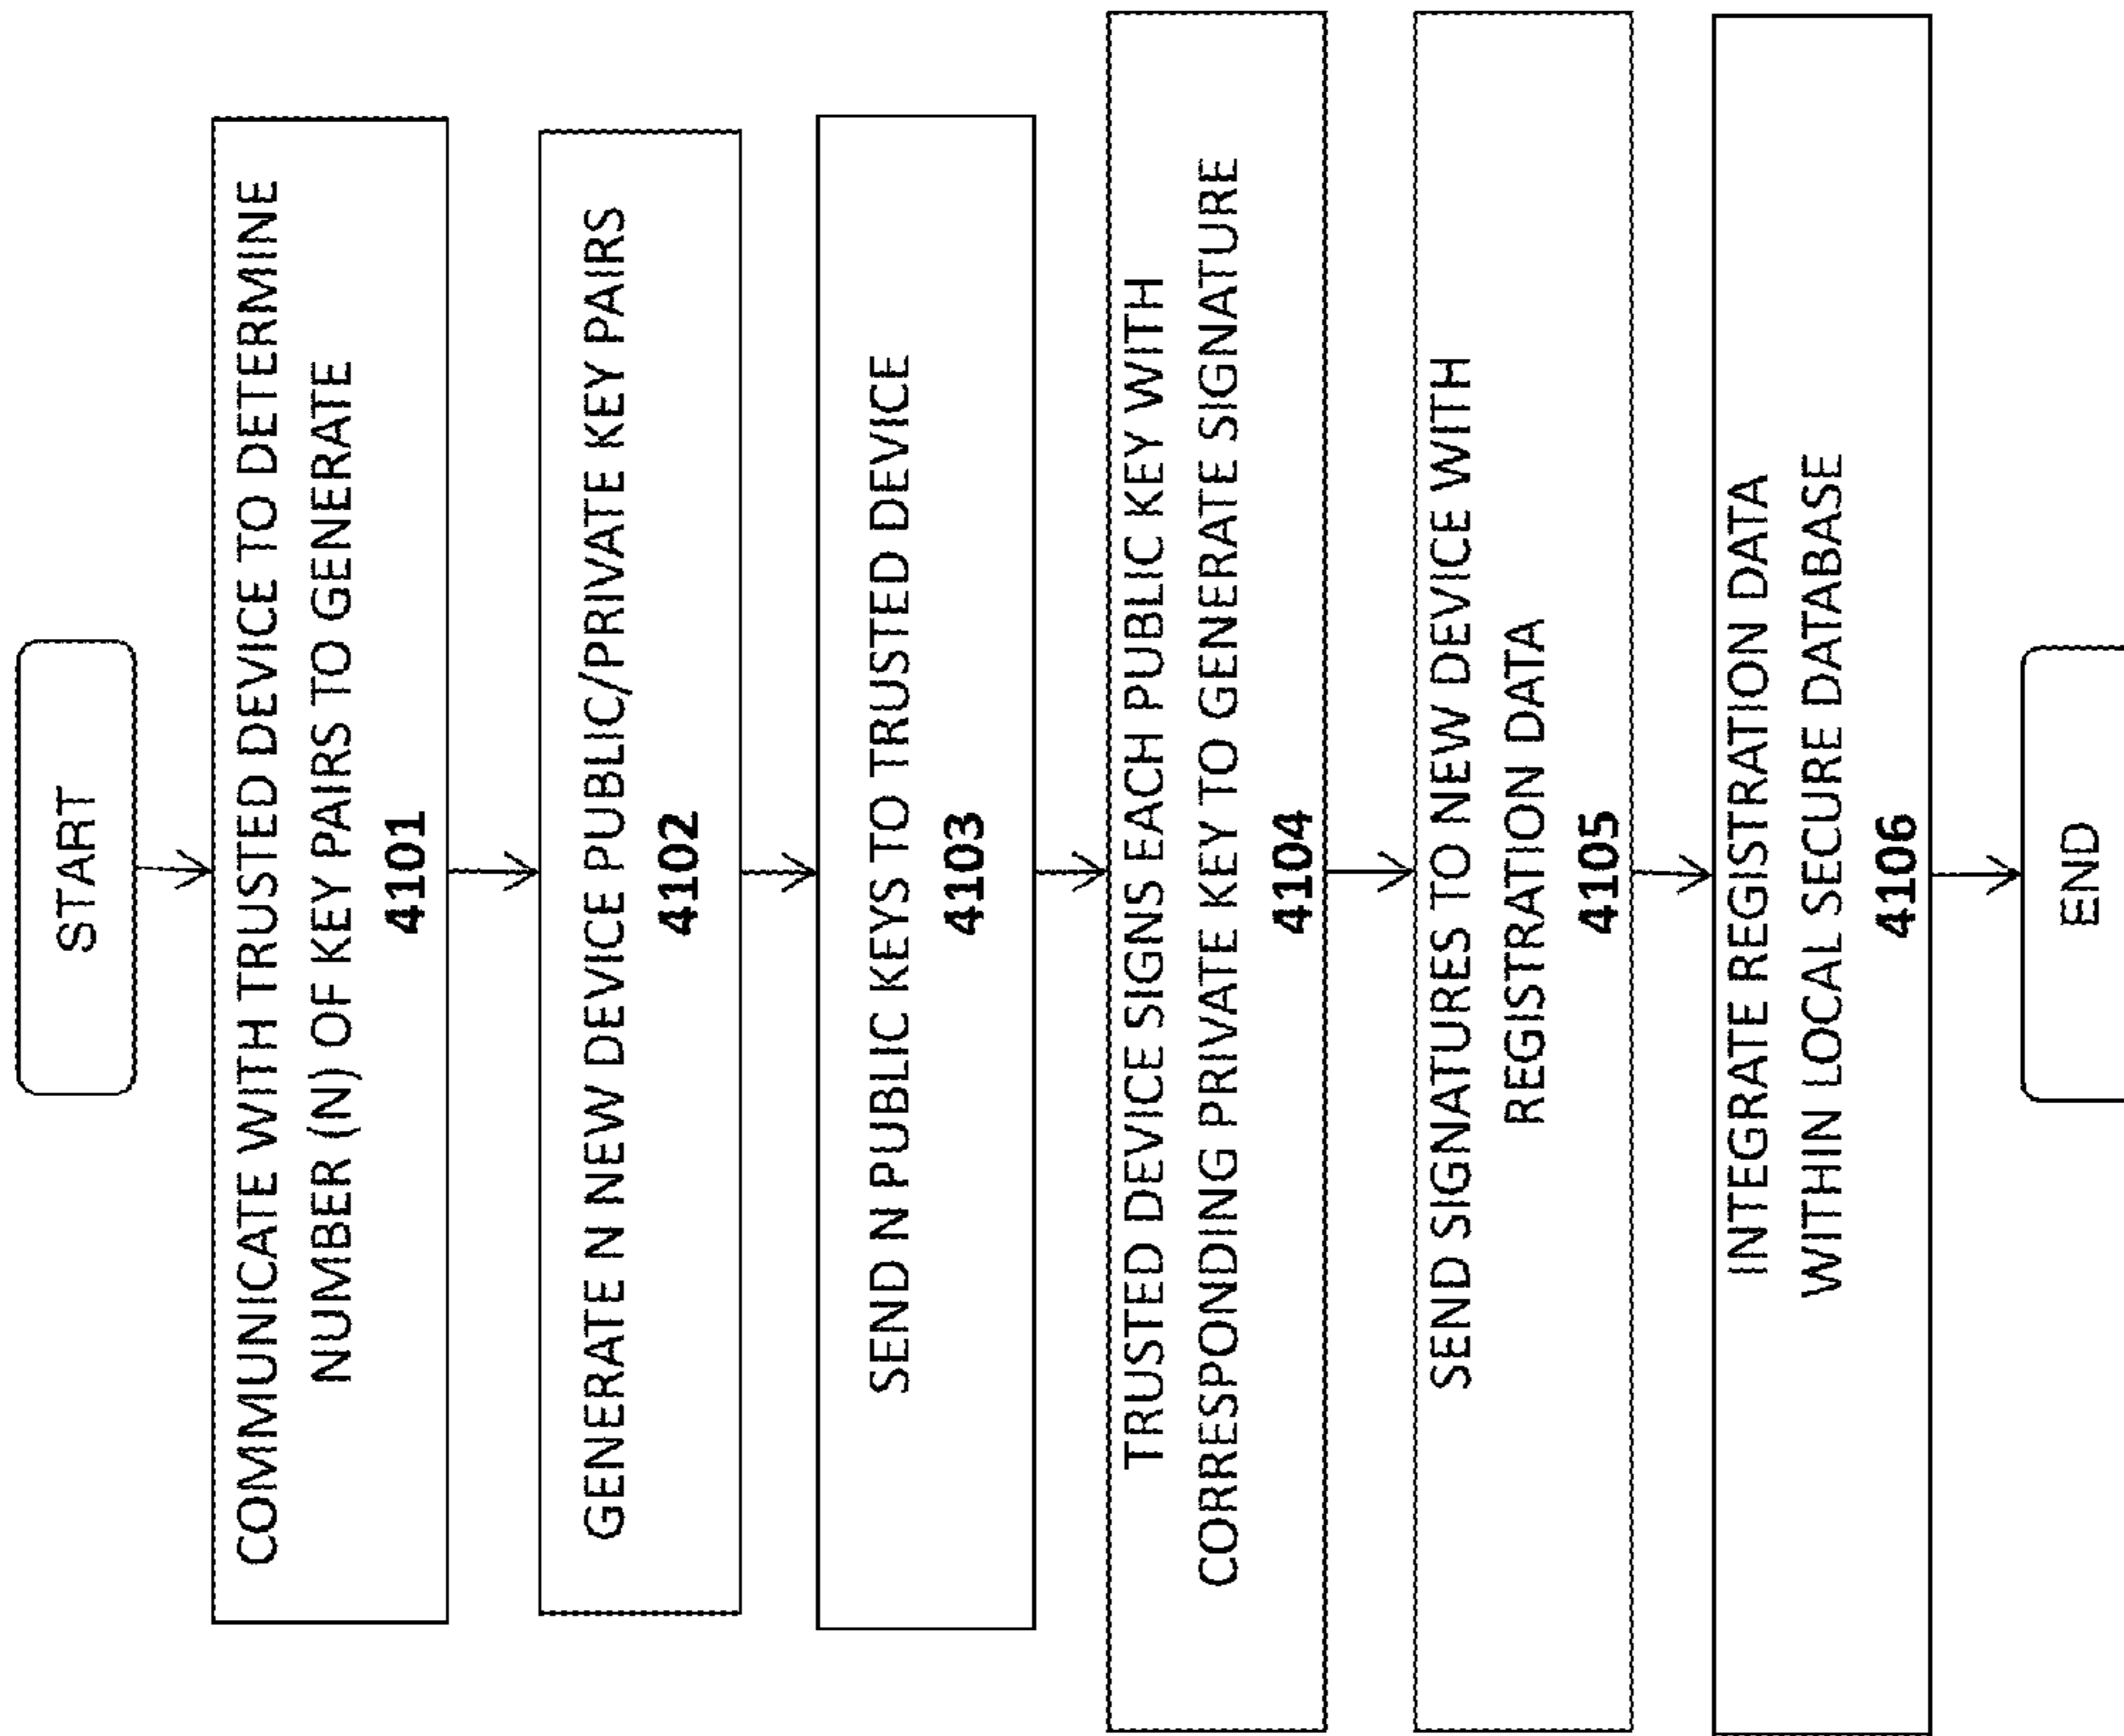 START
COMMUNICATE WITH TRUSTED DEVICE TO DETERMINE
NUMBER (N) OF KEY PAIRS TO GENERATE
4101
GENERATE N NEW DEVICE PUBLIC/PRIVATE KEY PAIRS
4102
SEND N PUBLIC KEYS TO TRUSTED DEVICE
4103
TRUSTED DEVICE SIGNS EACH PUBLIC KEY WITH
CORRESPONDING PRIVATE KEY TO GENERATE SIGNATURE
4104
SEND SIGNATURES TO NEW DEVICE WITH
REGISTRATION DATA
4105
INTEGRATE REGISTRATION DATA
WITHIN LOCAL SECURE DATABASE
4106
END